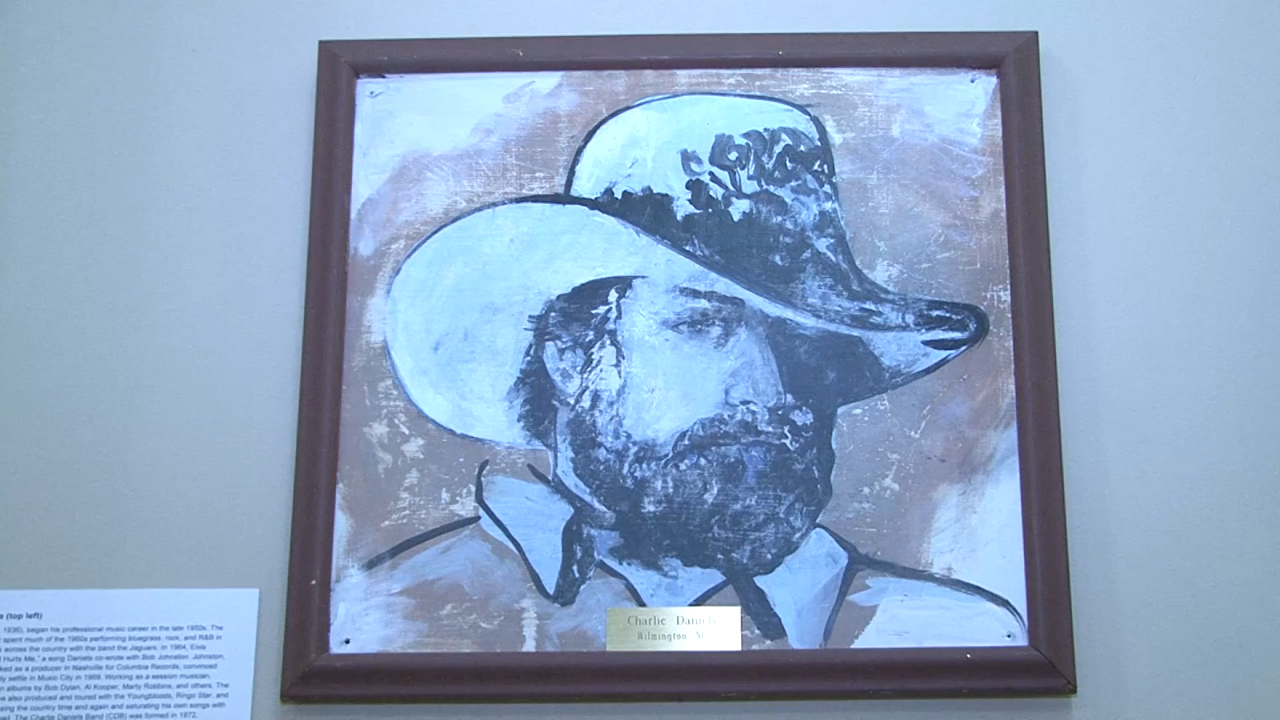 Charlie Daniels
Wilmington N
(top left)
1936), began his professional music career in the late 1950s. The
spent much of the 1960s performing bluegrass, rock, and R&B in
across the country with the band the Jaguars. In 1964, Elvis
Hurts Me," a song Daniels co-wrote with Bob Johnston. Johnston,
ked as a producer in Nashville for Columbia Records, convinced
ly settle in Music City in 1969. Working as a session musician,
n albums by Bob Dylan, Al Kooper, Marty Robbins, and others. The
also produced and toured with the Youngbloods, Ringo Star, and
sing the country time and again and saturating his own songs with
The Charlie Daniels Band (CDB) was formed in 1972.